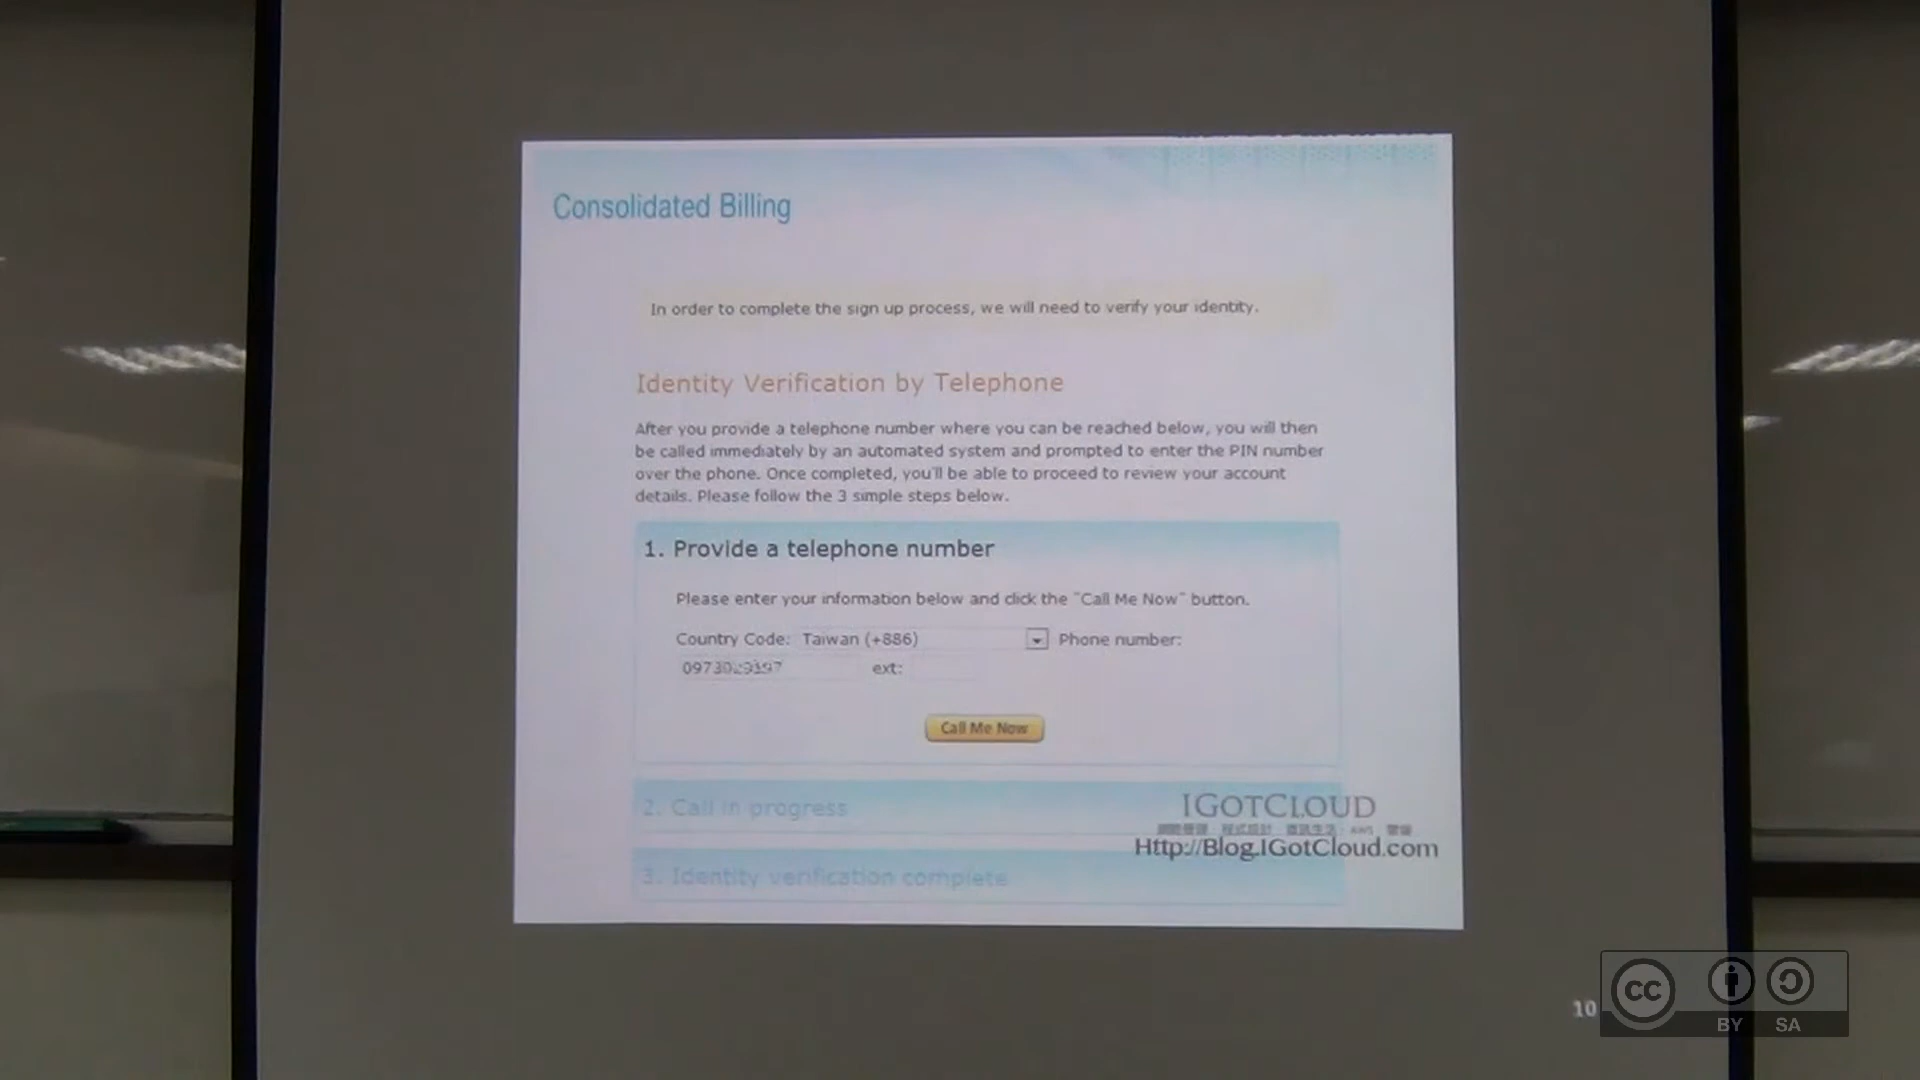 Consolidated Billing
In order to complete the sign up process, we will need to verify your identity.
Identity Verification by Telephone
After you provide a telephone number where you can be reached below, you will then
be called immediately by an automated system and prompted to enter the PIN number
over the phone. Once completed, you'll be able to proceed to review your account
details. Please follow the 3 simple steps below.
1. Provide a telephone number
Please enter your information below and click the "Call Me Now" button.
Country Code: Taiwan (+886) Phone number:
ext:
Call Me Now
2. Call in progress
IGotCloud
Http://Blog.IGotCloud.com
3. Identity verification complete
10
CC BY SA